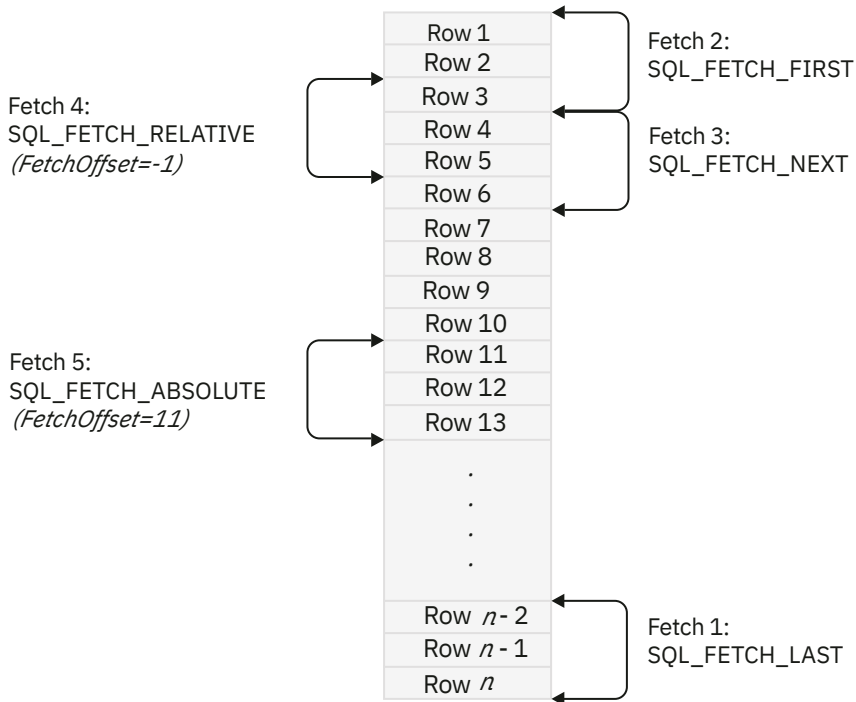 Row 1
Row 2
Row 3
Row 4
Row 5
Row 6
Row 7
Row 8
Row 9
Row 10
Row 11
Row 12
Row 13
.
.
.
.
Row n-2
Row n-1
Row n
Fetch 2:
SQL_FETCH_FIRST
Fetch 3:
SQL_FETCH_NEXT
Fetch 4:
SQL_FETCH_RELATIVE
(FetchOffset=-1)
Fetch 5:
SQL_FETCH_ABSOLUTE
(FetchOffset=11)
Fetch 1:
SQL_FETCH_LAST